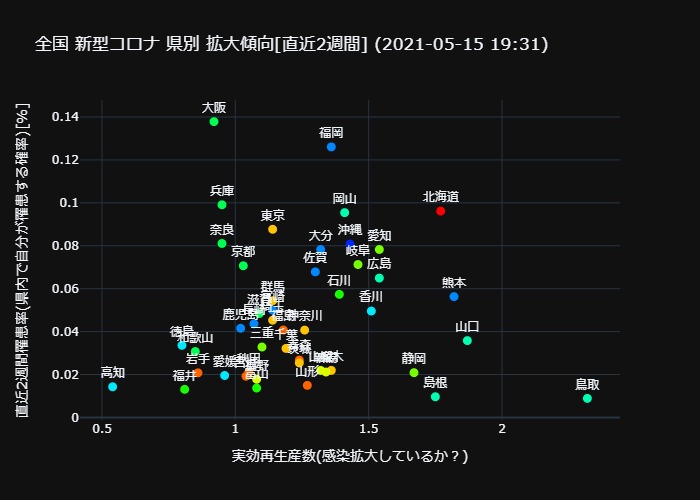 全国 新型コロナ 県別 拡大傾向[直近2週間] (2021-05-15 19:31)
直近2週間罹患率(県内で自分が罹患する確率)[%]
0.14
0.12
0.1
0.08
0.06
0.04
0.02
0
大阪
福岡
兵庫
岡山
北海道
東京
奈良
大分
沖縄
愛知
京都
佐賀
岐阜
広島
石川
群馬
熊本
香川
鹿児島
神奈川
徳島
和歌山
三重
千葉
山口
岩手
愛媛
高知
福井
富山
山形
静岡
島根
鳥取
0.5
1
1.5
2
実効再生産数(感染拡大しているか？)